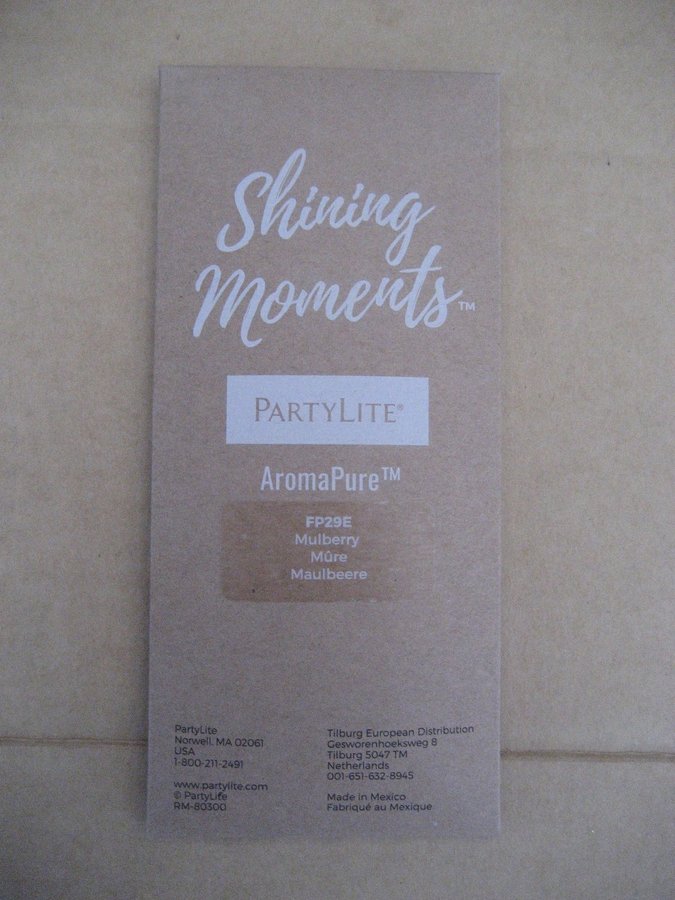 Shining
Moments™
PARTYLITE®
AromaPure™
FP29E
Mulberry
Mûre
Maulbeere
PartyLite
Norwell, MA 02061
USA
1-800-211-2491
www.partylite.com
© PartyLife
RM-80300
Tilburg European Distribution
Gesworenhoeksweg 8
Tilburg 5047 TM
Netherlands
001-651-632-8945
Made in Mexico
Fabriqué au Mexique